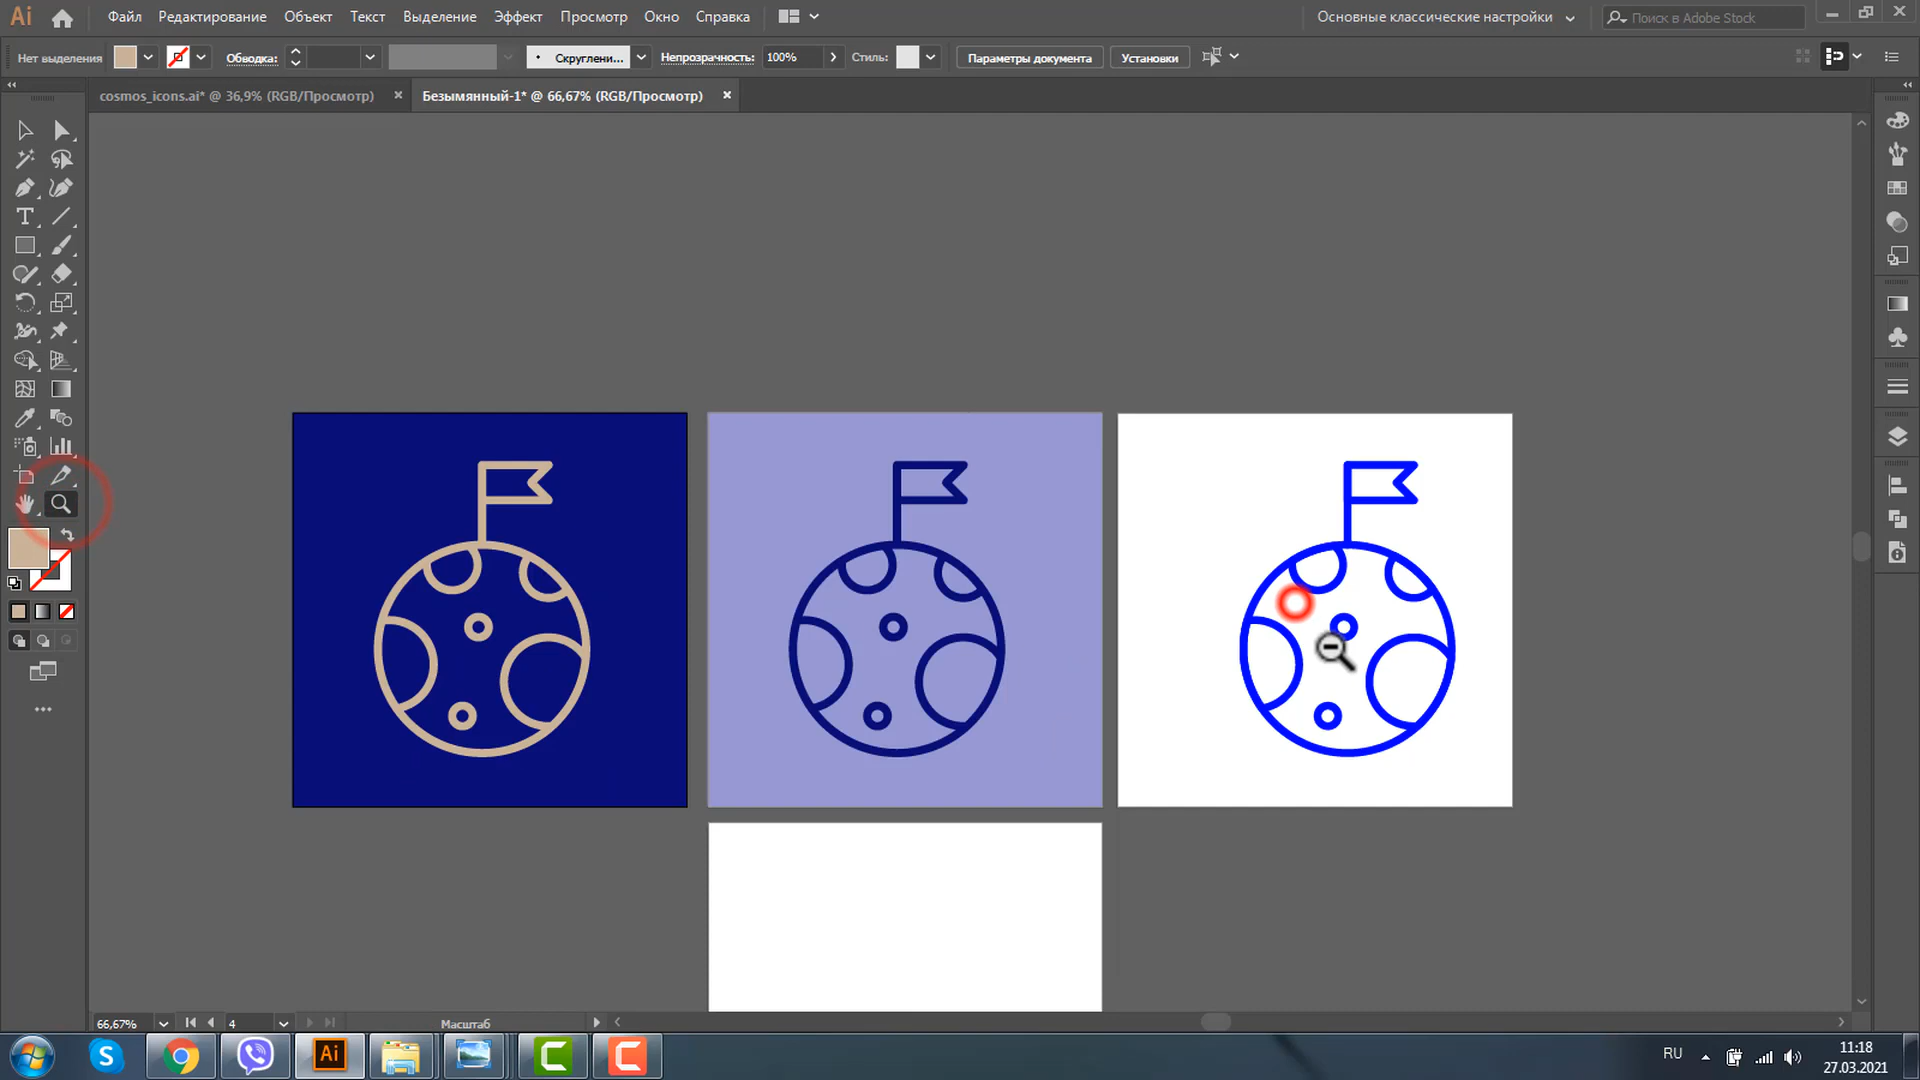 Ai Файл Редактирование Объект Текст Выделение Эффект Просмотр Окно Справка Основные классические настройки Поиск в Adobe Stock
Нет выделения Обводка: Скруглени... Непрозрачность: 100% Стиль: Параметры документа Установки
cosmos_icons.ai* @ 36,9% (RGB/Просмотр) × Безымянный-1* @ 66,67% (RGB/Просмотр) ×
66,67% 4 Масштаб
Ai RU 11:18
27.03.2021